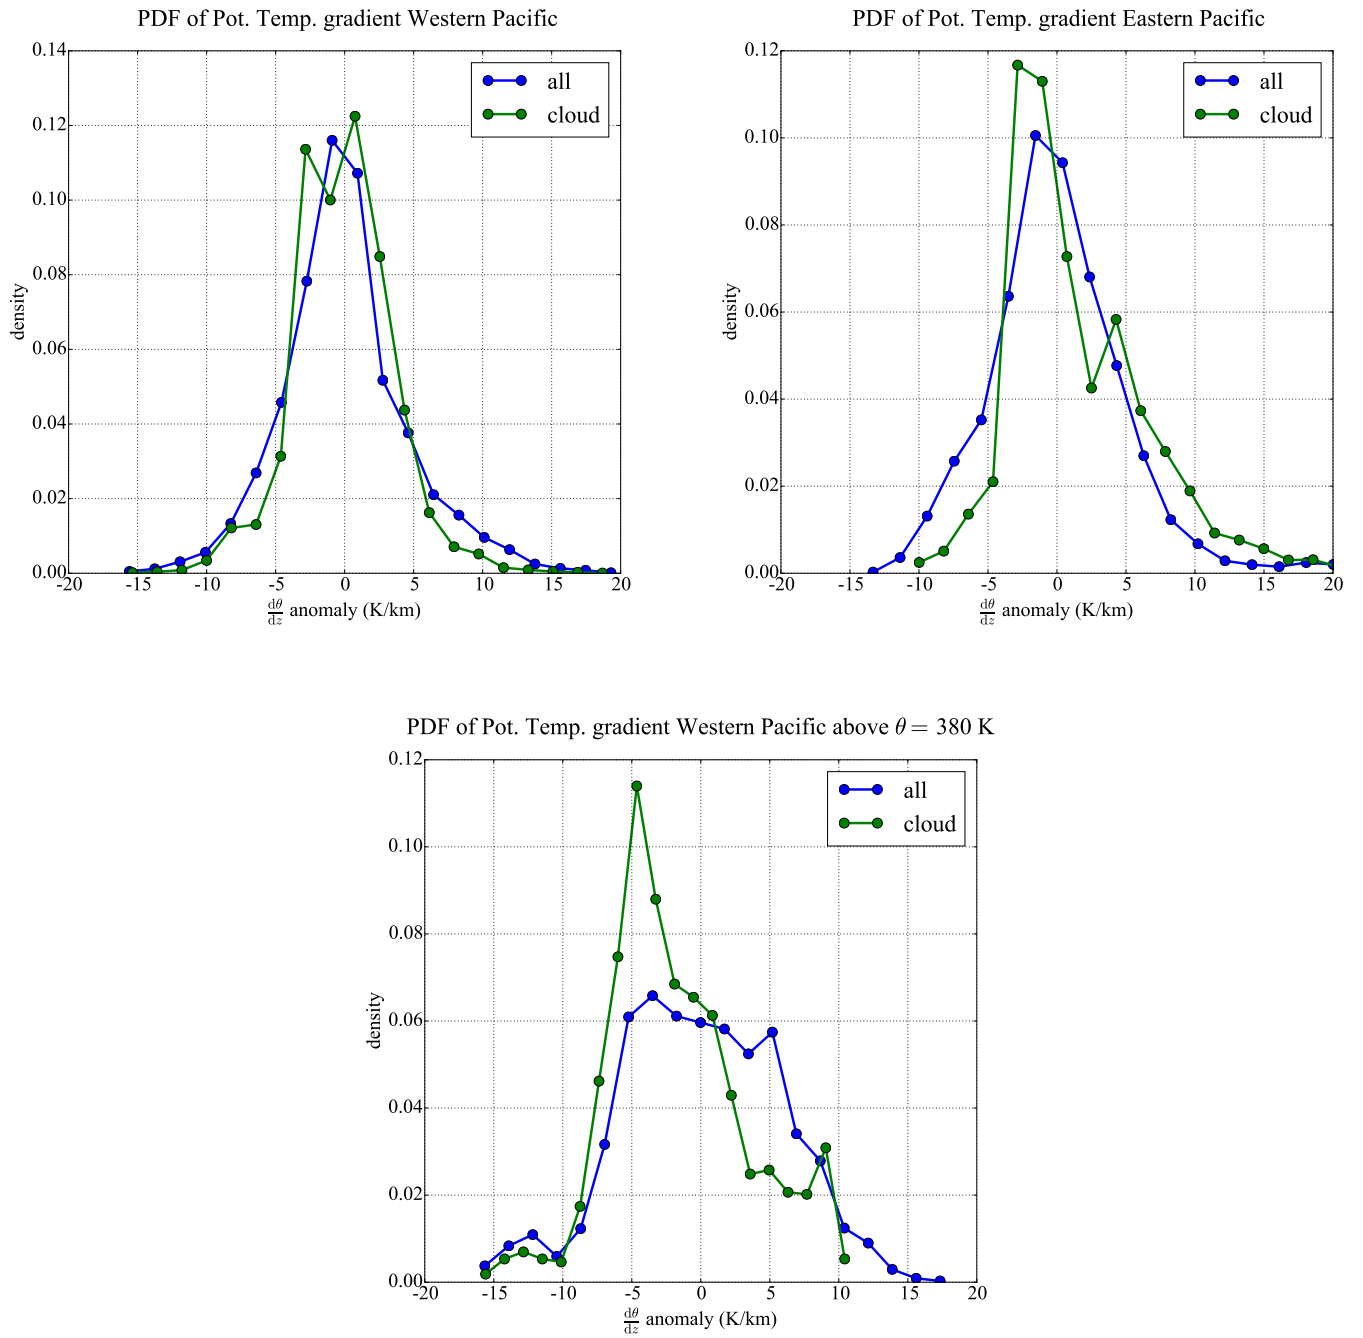 PDF of Pot. Temp. gradient Western Pacific
0.14
0.12
0.10
0.08
0.06
0.04
0.02
0.00
density
all
cloud
-20 -15 -10 -5 0 5 10 15 20
dθ/dz anomaly (K/km)
PDF of Pot. Temp. gradient Eastern Pacific
0.12
0.10
0.08
0.06
0.04
0.02
0.00
density
all
cloud
-20 -15 -10 -5 0 5 10 15 20
dθ/dz anomaly (K/km)
PDF of Pot. Temp. gradient Western Pacific above θ = 380 K
0.12
0.10
0.08
0.06
0.04
0.02
0.00
density
all
cloud
-20 -15 -10 -5 0 5 10 15 20
dθ/dz anomaly (K/km)